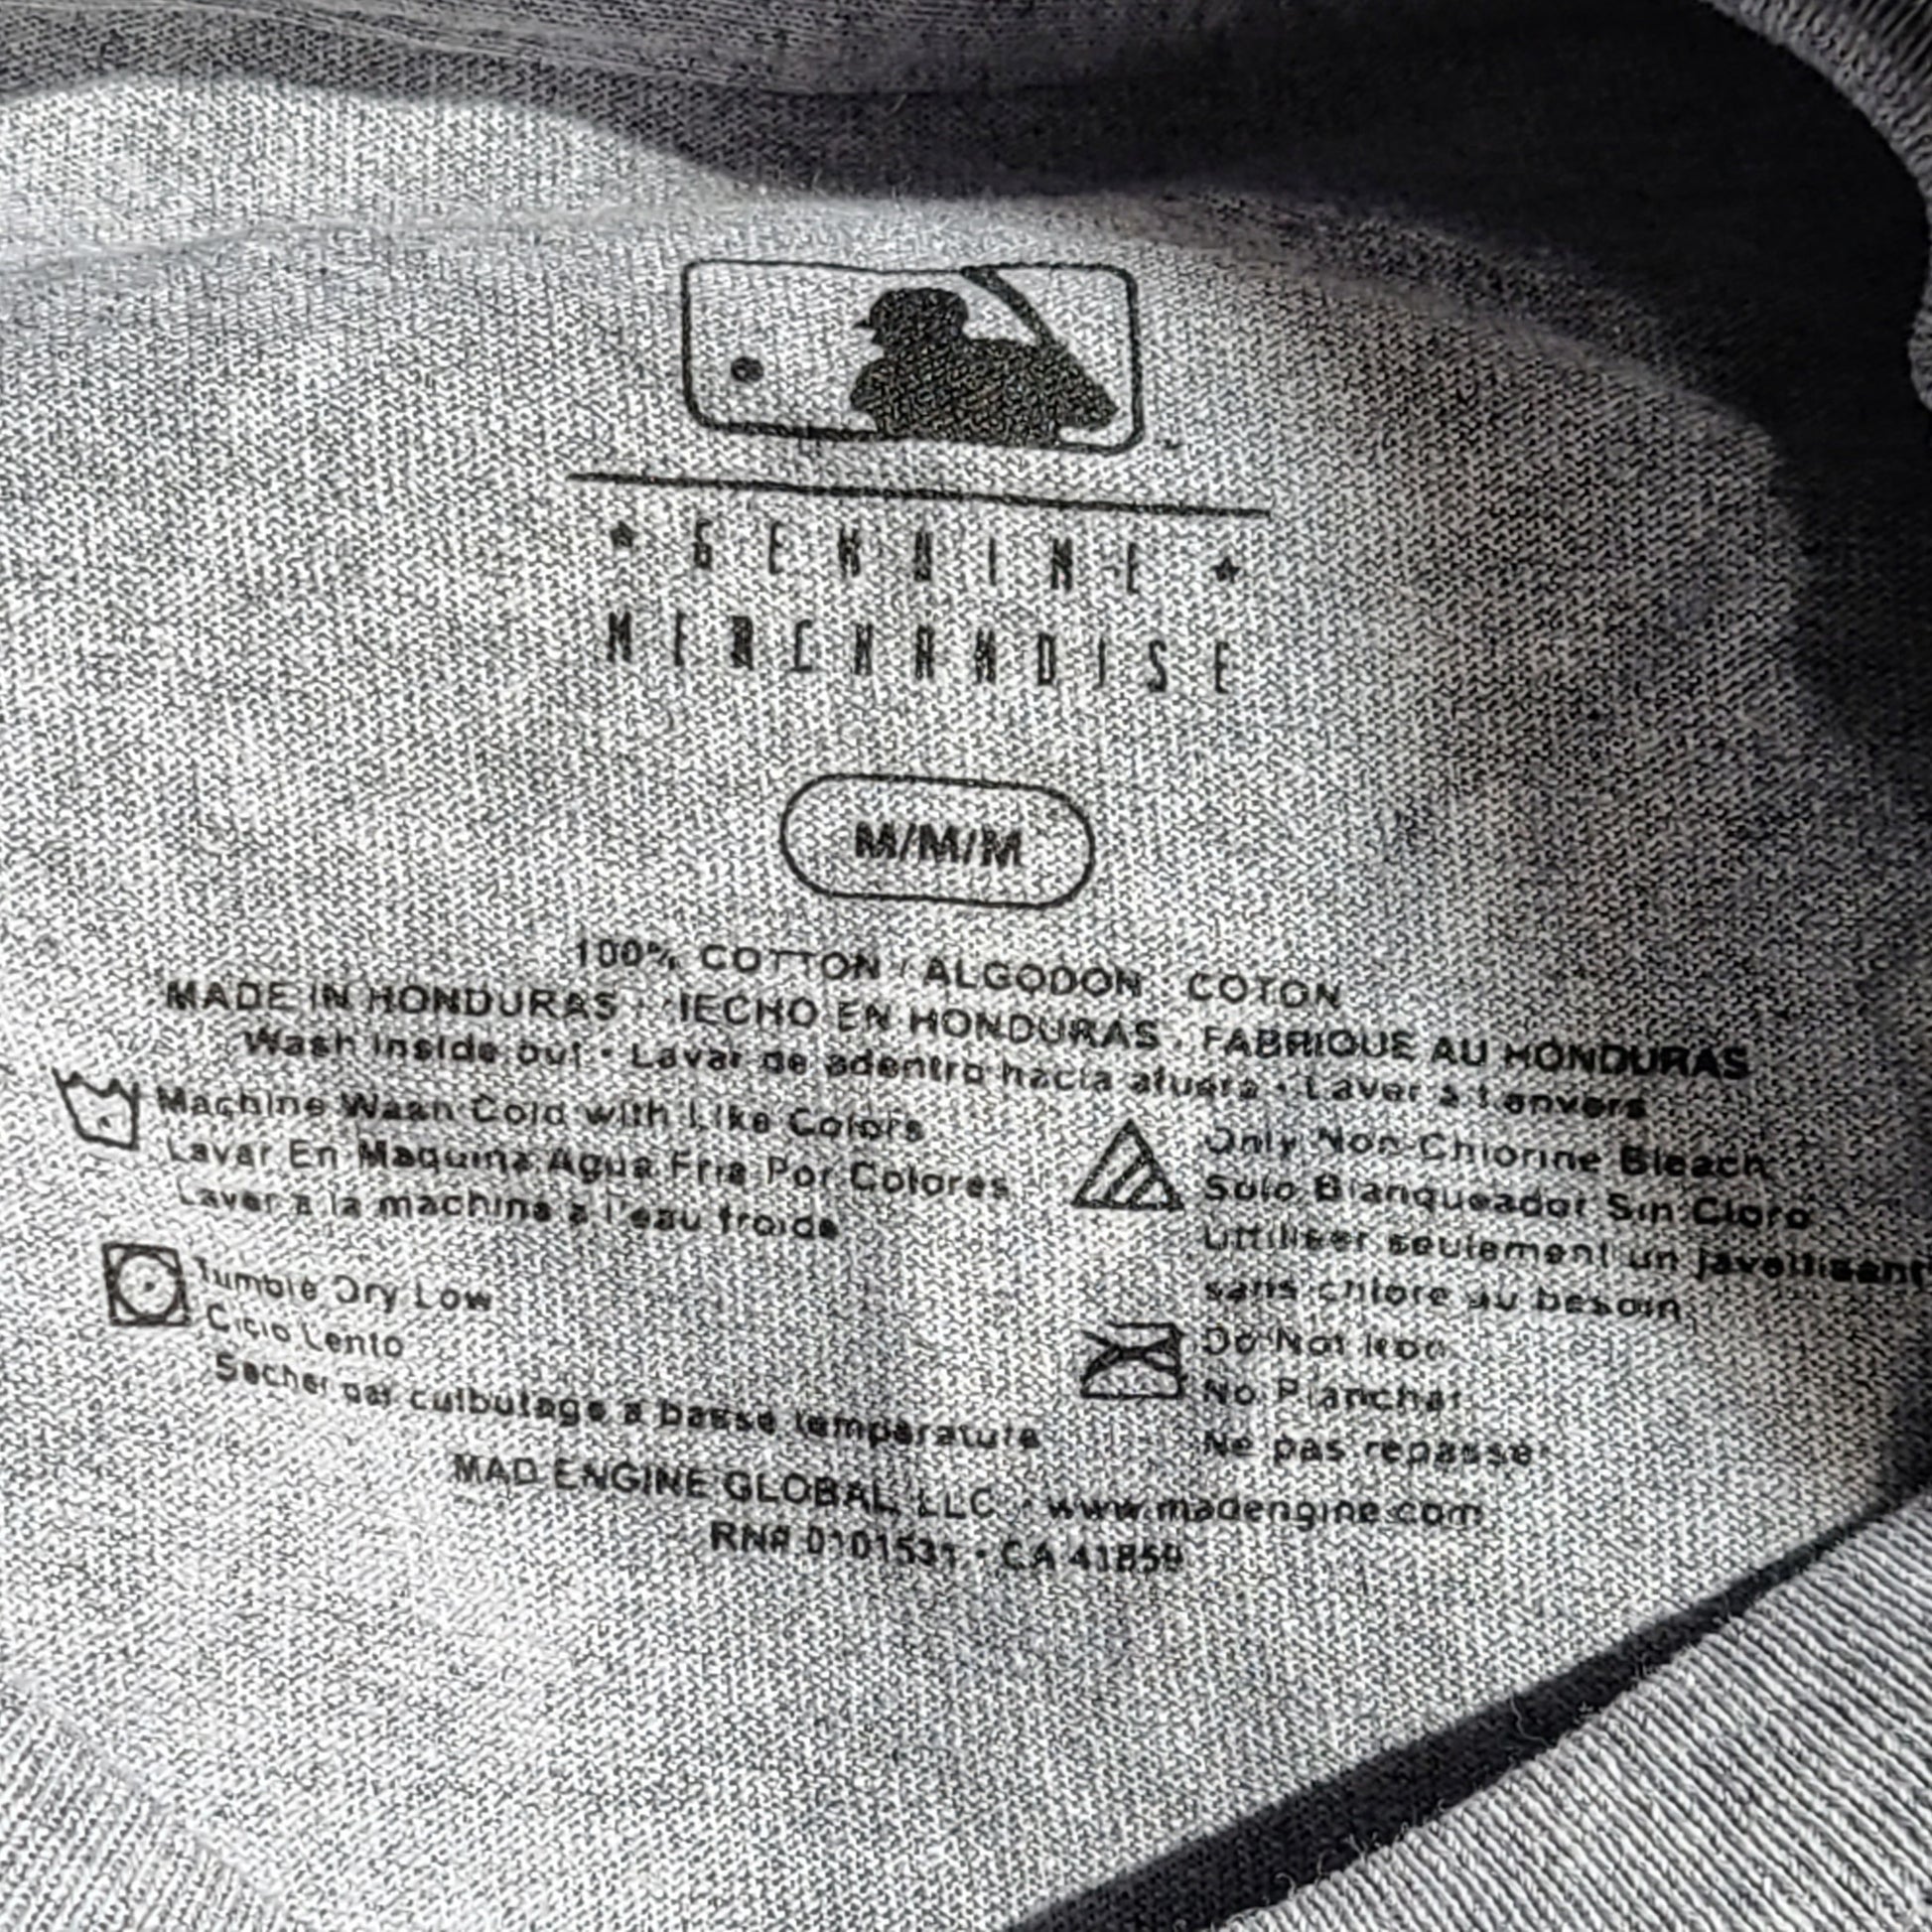 GENUINE
MERCHANDISE
M/M/M
100% COTTON / ALGODON / COTON
MADE IN HONDURAS / HECHO EN HONDURAS / FABRIQUE AU HONDURAS
Wash inside out • Lavar de adentro hacia afuera • Laver à l'envers
Machine Wash Cold with Like Colors
Lavar En Maquina Agua Fria Por Colores
Laver à la machine à l'eau froide
Tumble Dry Low
Ciclo Lento
Secher par culbutage à basse temperature
Only Non-Chlorine Bleach
Solo Blanqueador Sin Cloro
Uttiliser seulement un javellisant
sans chlore au besoin
Do Not Iron
No Planchar
Ne pas repasser
MAD ENGINE GLOBAL, LLC • www.madengine.com
RN# 0101531 • CA 41859